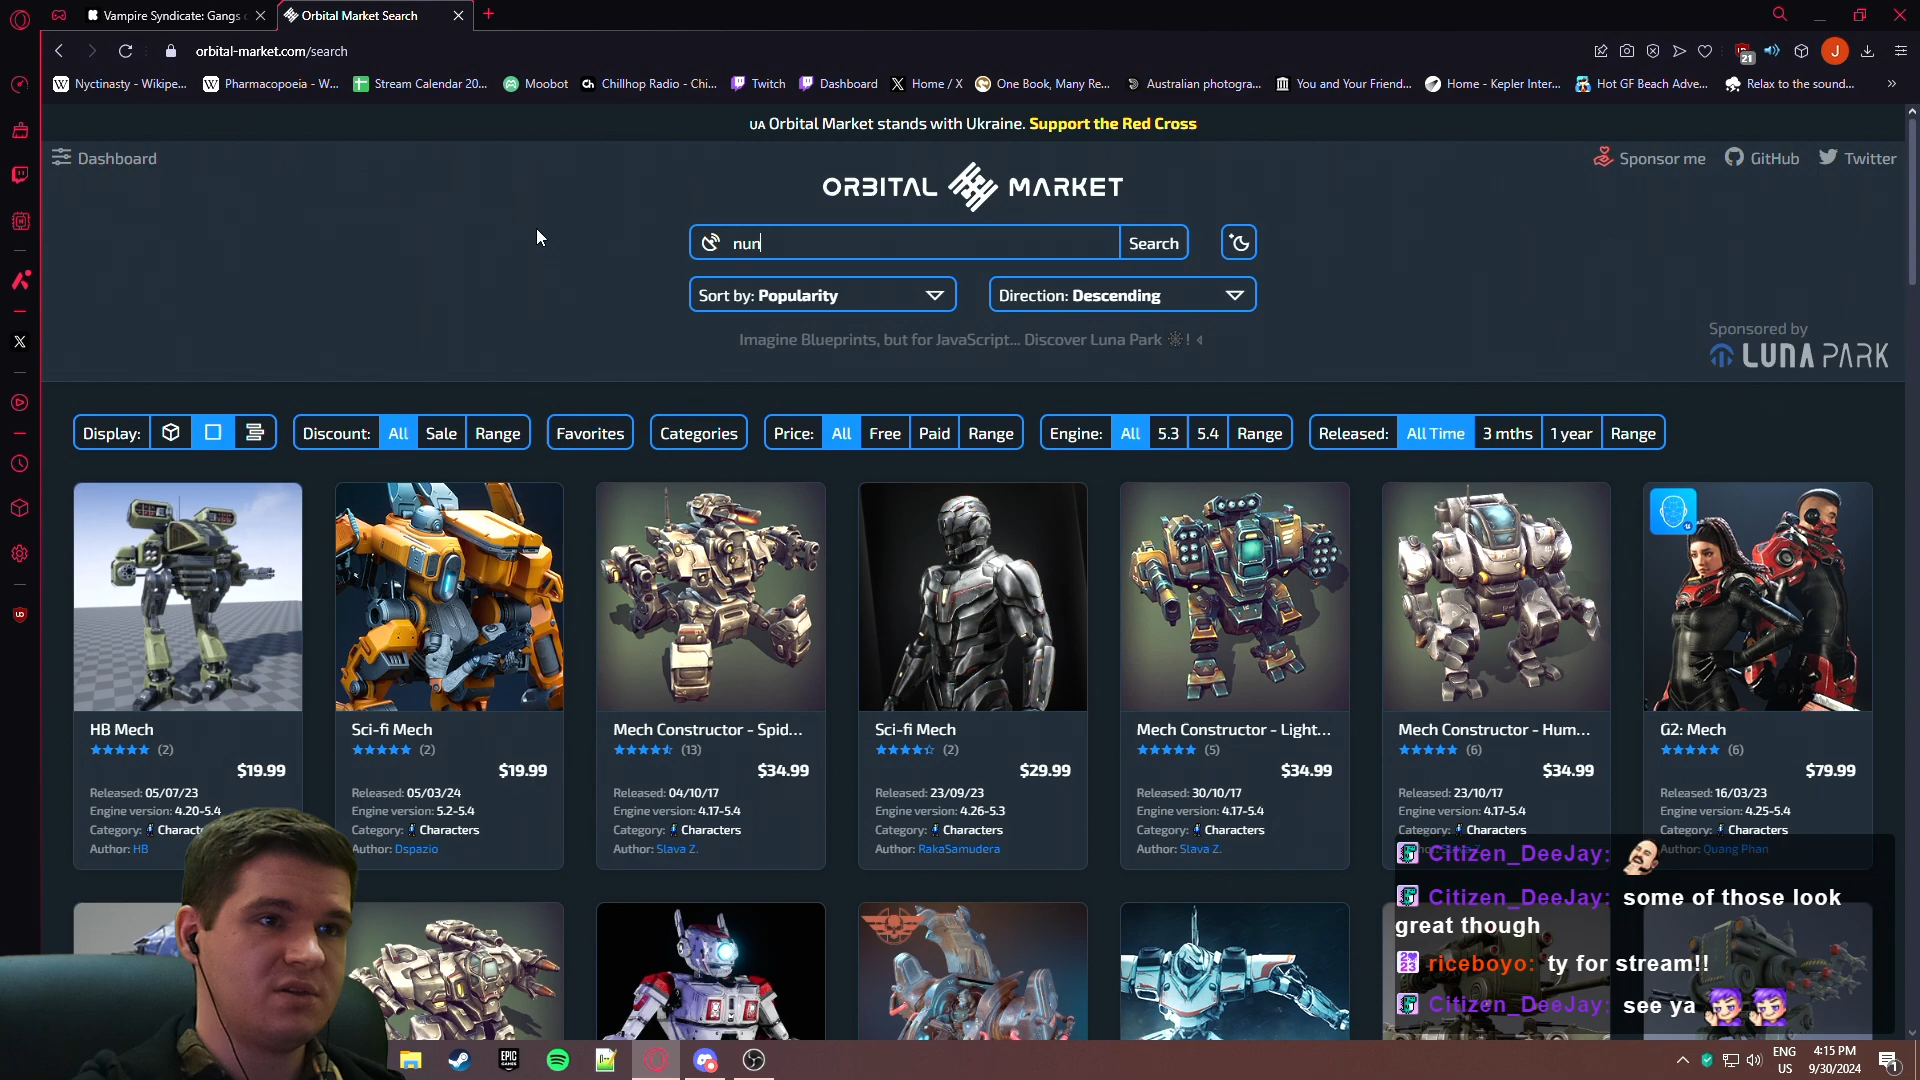 Vampire Syndicate: Gangs
Orbital Market Search
orbital-market.com/search
21
J
Nyctinasty - Wikipe...
Pharmacopoeia - W...
Stream Calendar 20...
Moobot
Chillhop Radio - Chi...
Twitch
Dashboard
Home / X
One Book, Many Re...
Australian photogra...
You and Your Friend...
Home - Kepler Inter...
Hot GF Beach Adve...
Relax to the sound...
UA Orbital Market stands with Ukraine. Support the Red Cross
Dashboard
Sponsor me
GitHub
Twitter
ORBITAL MARKET
nun
Search
Sort by: Popularity
Direction: Descending
Imagine Blueprints, but for JavaScript... Discover Luna Park !
Sponsored by
LUNA PARK
Display:
Discount: All Sale Range
Favorites
Categories
Price: All Free Paid Range
Engine: All 5.3 5.4 Range
Released: All Time 3 mths 1 year Range
HB Mech
(2)
$19.99
Released: 05/07/23
Engine version: 4.20-5.4
Category: Charact
Author: HB
Sci-fi Mech
(2)
$19.99
Released: 05/03/24
Engine version: 5.2-5.4
Category: Characters
Author: Dspazio
Mech Constructor - Spid...
(13)
$34.99
Released: 04/10/17
Engine version: 4.17-5.4
Category: Characters
Author: Slava Z.
Sci-fi Mech
(2)
$29.99
Released: 23/09/23
Engine version: 4.26-5.3
Category: Characters
Author: RakaSamudera
Mech Constructor - Light...
(5)
$34.99
Released: 30/10/17
Engine version: 4.17-5.4
Category: Characters
Author: Slava Z.
Mech Constructor - Hum...
(6)
$34.99
Released: 23/10/17
Engine version: 4.17-5.4
Category: Characters
G2: Mech
(6)
$79.99
Released: 16/03/23
Engine version: 4.25-5.4
Category: Characters
Author: Quang Phan
Citizen_DeeJay:
Citizen_DeeJay: some of those look
great though
riceboyo: ty for stream!!
Citizen_DeeJay: see ya
EPIC
GAMES
ENG
US
4:15 PM
9/30/2024
1